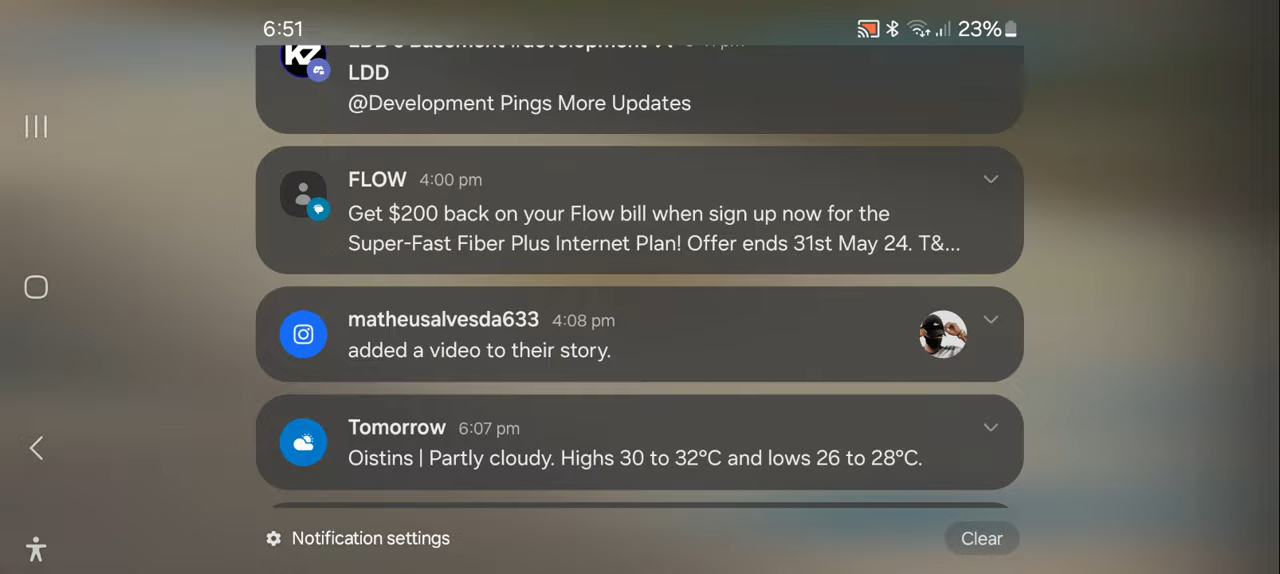 6:51
23%
LDD
@Development Pings More Updates
FLOW 4:00 pm
Get $200 back on your Flow bill when sign up now for the
Super-Fast Fiber Plus Internet Plan! Offer ends 31st May 24. T&...
matheusalvesda633 4:08 pm
added a video to their story.
Tomorrow 6:07 pm
Oistins | Partly cloudy. Highs 30 to 32°C and lows 26 to 28°C.
Notification settings
Clear